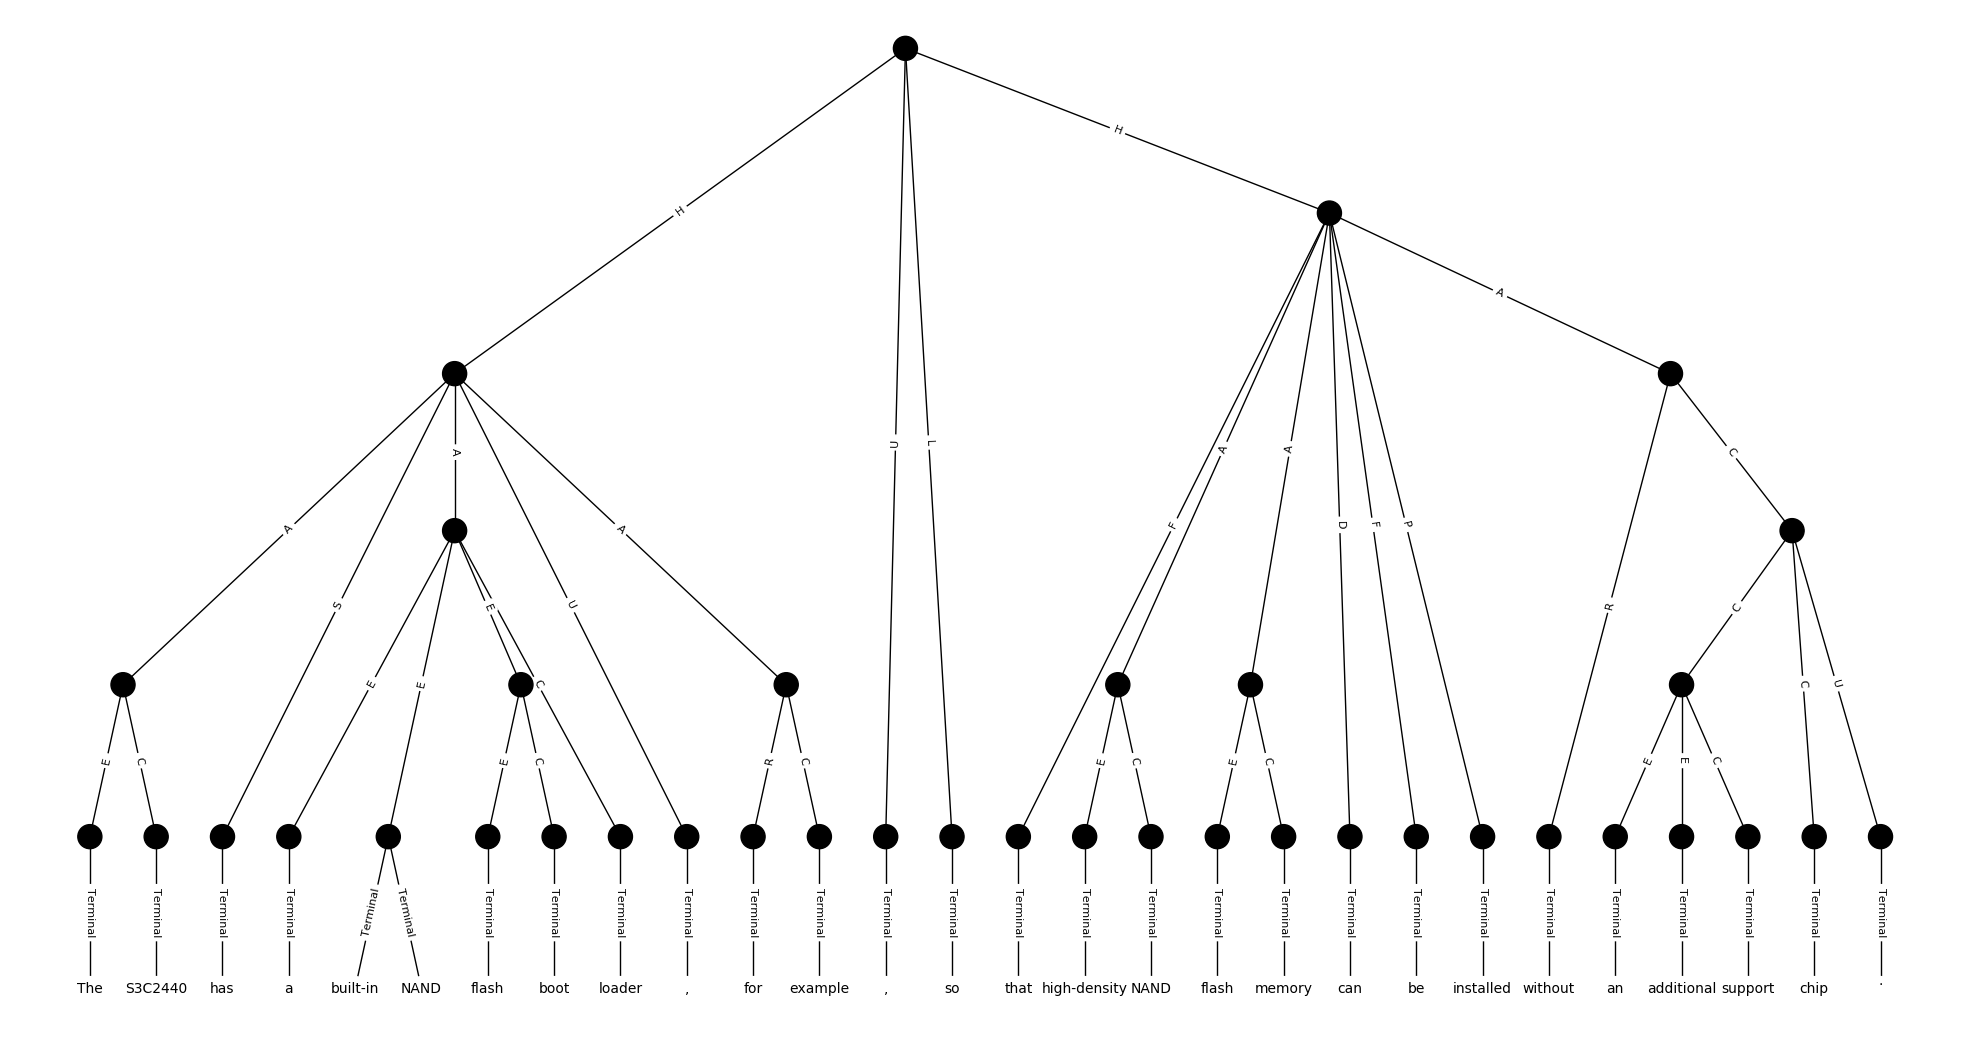 H
H
U
L
A
S
A
U
A
F
A
A
D
F
P
A
R
C
E
E
E
C
C
C
U
E
C
E
C
R
C
E
C
E
C
E
E
C
Terminal Terminal Terminal Terminal Terminal Terminal Terminal Terminal Terminal Terminal Terminal Terminal Terminal Terminal Terminal Terminal Terminal Terminal Terminal Terminal Terminal Terminal Terminal Terminal Terminal Terminal Terminal Terminal
The S3C2440 has a built-in NAND flash boot loader , for example , so that high-density NAND flash memory can be installed without an additional support chip .